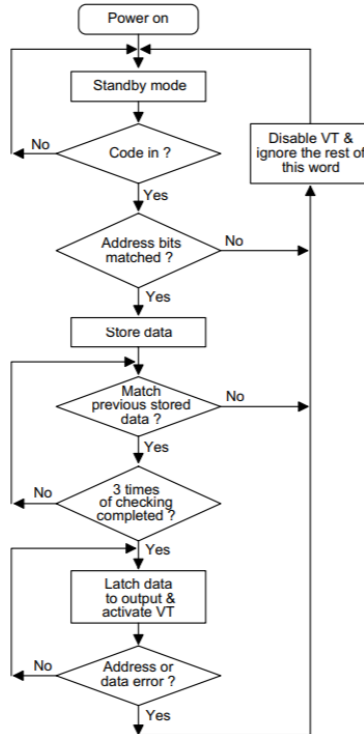 Power on
Standby mode
No
Code in ?
Disable VT &
ignore the rest of
this word
Yes
Address bits
matched ?
No
Yes
Store data
Match
previous stored
data ?
No
Yes
No
3 times
of checking
completed ?
Yes
Latch data
to output &
activate VT
No
Address or
data error ?
Yes